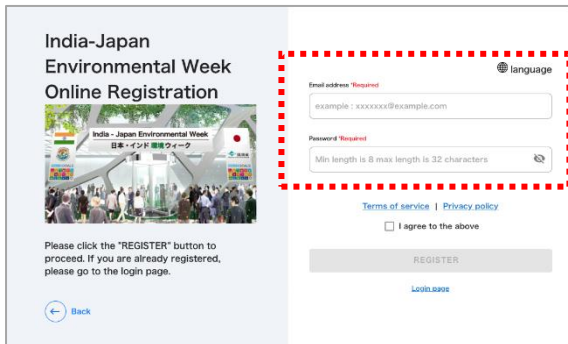 India-Japan
Environmental Week
Online Registration
India - Japan Environmental Week
日本・インド 環境ウィーク
Please click the "REGISTER" button to
proceed. If you are already registered,
please go to the login page.
Back
language
Email address *Required
example : xxxxxxx@example.com
Password *Required
Min length is 8 max length is 32 characters
Terms of service | Privacy policy
I agree to the above
REGISTER
Login page